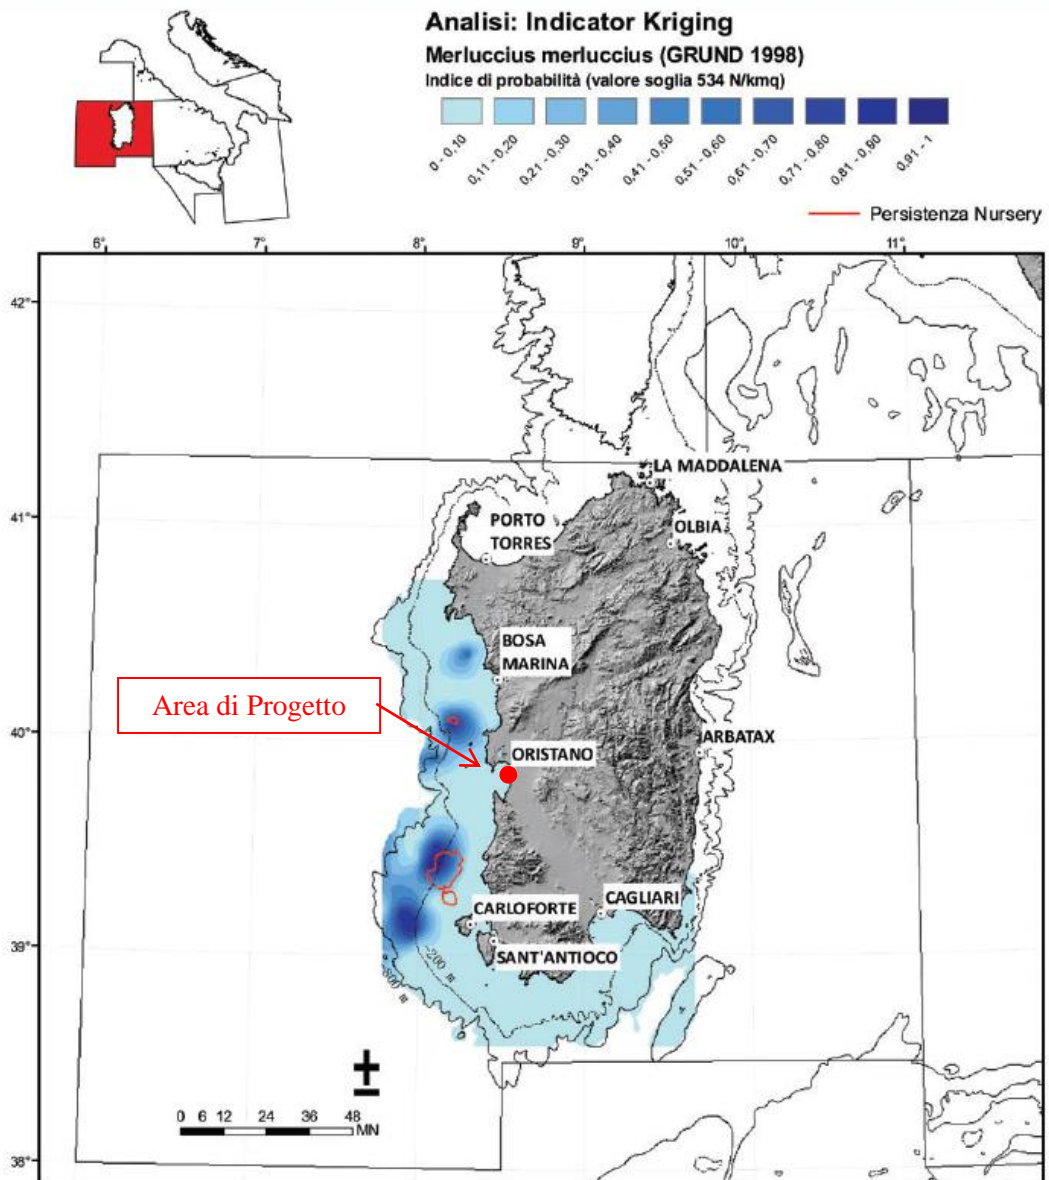 Analisi: Indicator Kriging
Merluccius merluccius (GRUND 1998)
Indice di probabilità (valore soglia 534 N/kmq)
0 - 0,10
0,11 - 0,20
0,21 - 0,30
0,31 - 0,40
0,41 - 0,50
0,51 - 0,60
0,61 - 0,70
0,71 - 0,80
0,81 - 0,90
0,91 - 1
Persistenza Nursery
6° 7° 8° 9° 10° 11°
42°
LA MADDALENA
41°
PORTO
TORRES
OLBIA
BOSA
MARINA
Area di Progetto
40°
ARBATAX
ORISTANO
CAGLIARI
CARLOFORTE
39°
SANT'ANTIOCO
-200 m
-800 m
0 6 12 24 36 48
MN
38°